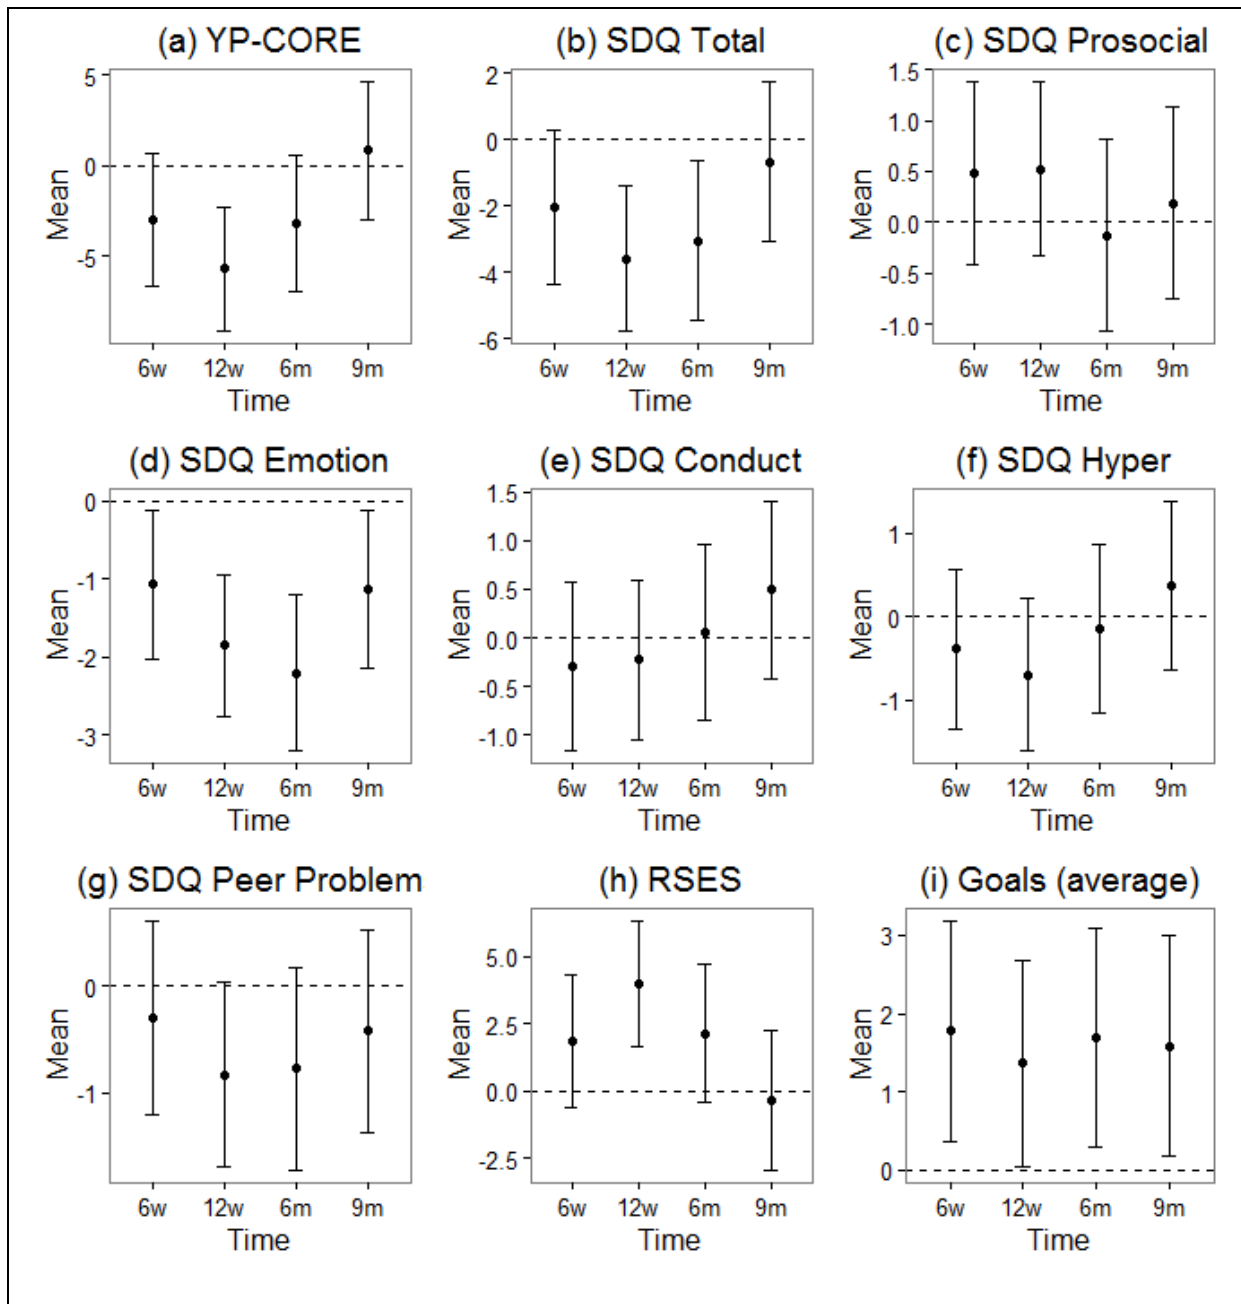 (a) YP-CORE
(b) SDQ Total
(c) SDQ Prosocial
5
0
-5
Mean
6w 12w 6m 9m
Time
2
0
-2
-4
-6
Mean
6w 12w 6m 9m
Time
1.5
1.0
0.5
0.0
-0.5
-1.0
Mean
6w 12w 6m 9m
Time
(d) SDQ Emotion
(e) SDQ Conduct
(f) SDQ Hyper
0
-1
-2
-3
Mean
6w 12w 6m 9m
Time
1.5
1.0
0.5
0.0
-0.5
-1.0
Mean
6w 12w 6m 9m
Time
1
0
-1
Mean
6w 12w 6m 9m
Time
(g) SDQ Peer Problem
(h) RSES
(i) Goals (average)
0
-1
Mean
6w 12w 6m 9m
Time
5.0
2.5
0.0
-2.5
Mean
6w 12w 6m 9m
Time
3
2
1
0
Mean
6w 12w 6m 9m
Time